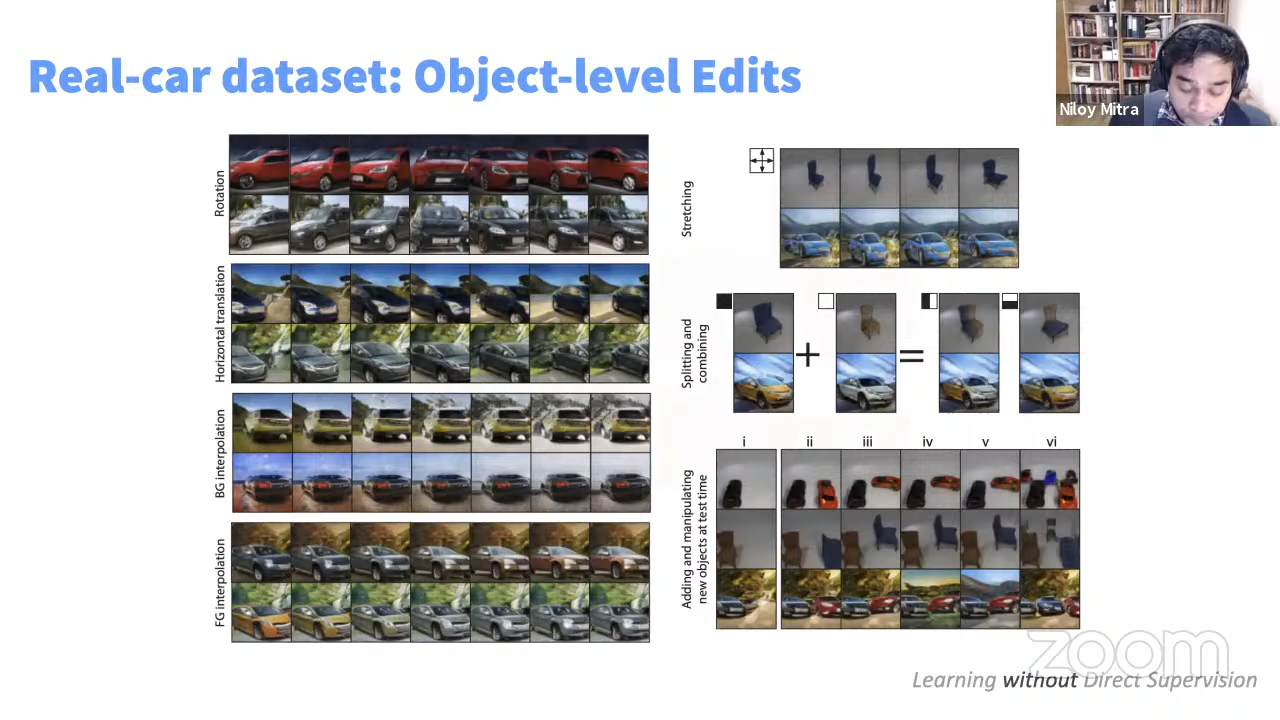 Real-car dataset: Object-level Edits
Niloy Mitra
Rotation
Horizontal translation
BG interpolation
FG interpolation
Stretching
Splitting and
combining
+
=
i ii iii iv v vi
Adding and manipulating
new objects at test time
zoom
Learning without Direct Supervision